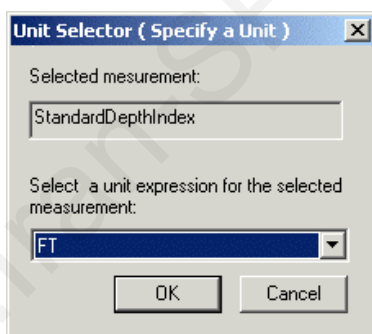 Unit Selector ( Specify a Unit )
Selected mesurement:
StandardDepthIndex
Select a unit expression for the selected
measurement:
FT
OK
Cancel